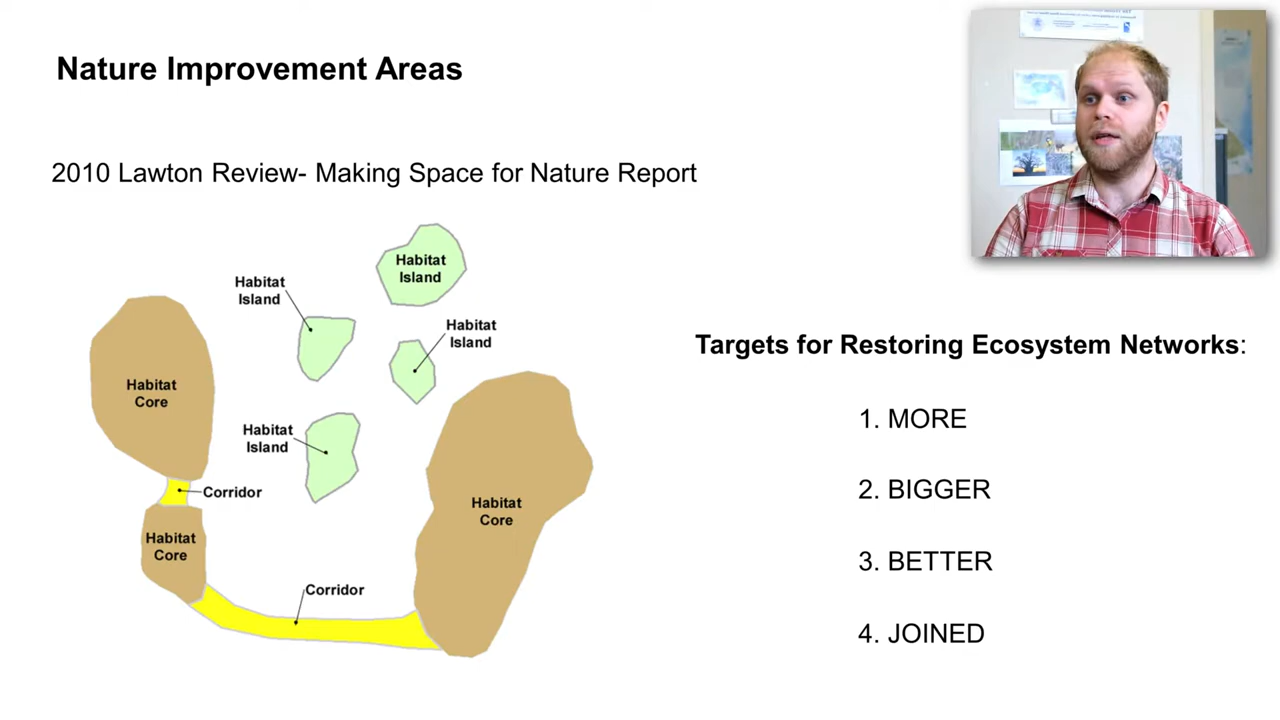 Nature Improvement Areas
2010 Lawton Review- Making Space for Nature Report
Habitat
Island
Habitat
Island
Habitat
Island
Habitat
Core
Habitat
Island
Corridor
Habitat
Core
Habitat
Core
Corridor
Targets for Restoring Ecosystem Networks:
1. MORE
2. BIGGER
3. BETTER
4. JOINED